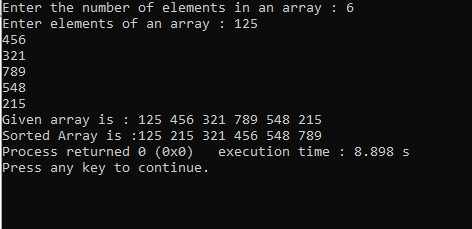 Enter the number of elements in an array : 6
Enter elements of an array : 125
456
321
789
548
215
Given array is : 125 456 321 789 548 215
Sorted Array is :125 215 321 456 548 789
Process returned 0 (0x0)   execution time : 8.898 s
Press any key to continue.